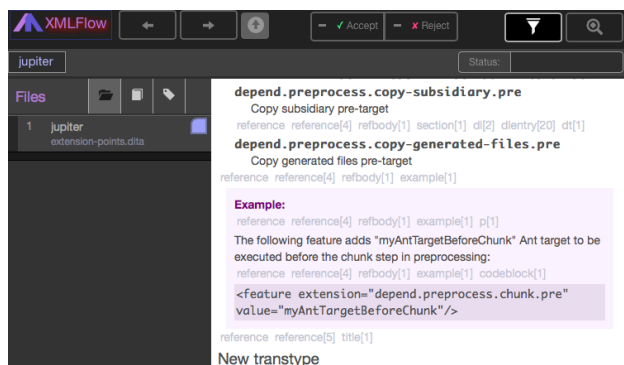 XMLFlow
✓ Accept
✗ Reject
jupiter
Status:
Files
1 jupiter
extension-points.dita
depend.preprocess.copy-subsidiary.pre
Copy subsidiary pre-target
reference reference[4] refbody[1] section[1] dl[2] dlentry[20] dt[1]
depend.preprocess.copy-generated-files.pre
Copy generated files pre-target
reference reference[4] refbody[1] example[1]
Example:
reference reference[4] refbody[1] example[1] p[1]
The following feature adds "myAntTargetBeforeChunk" Ant target to be
executed before the chunk step in preprocessing:
reference reference[4] refbody[1] example[1] codeblock[1]
<feature extension="depend.preprocess.chunk.pre"
value="myAntTargetBeforeChunk"/>
reference reference[5] title[1]
New transtype